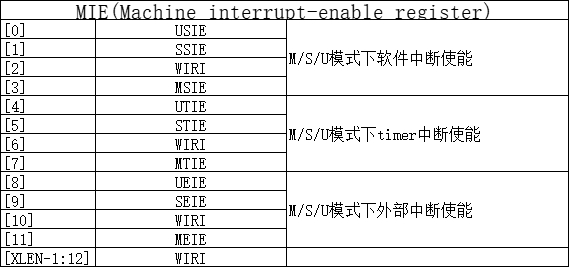 MIE(Machine interrupt-enable register)
[0] USIE M/S/U模式下软件中断使能
[1] SSIE
[2] WIRI
[3] MSIE
[4] UTIE M/S/U模式下timer中断使能
[5] STIE
[6] WIRI
[7] MTIE
[8] UEIE M/S/U模式下外部中断使能
[9] SEIE
[10] WIRI
[11] MEIE
[XLEN-1:12] WIRI